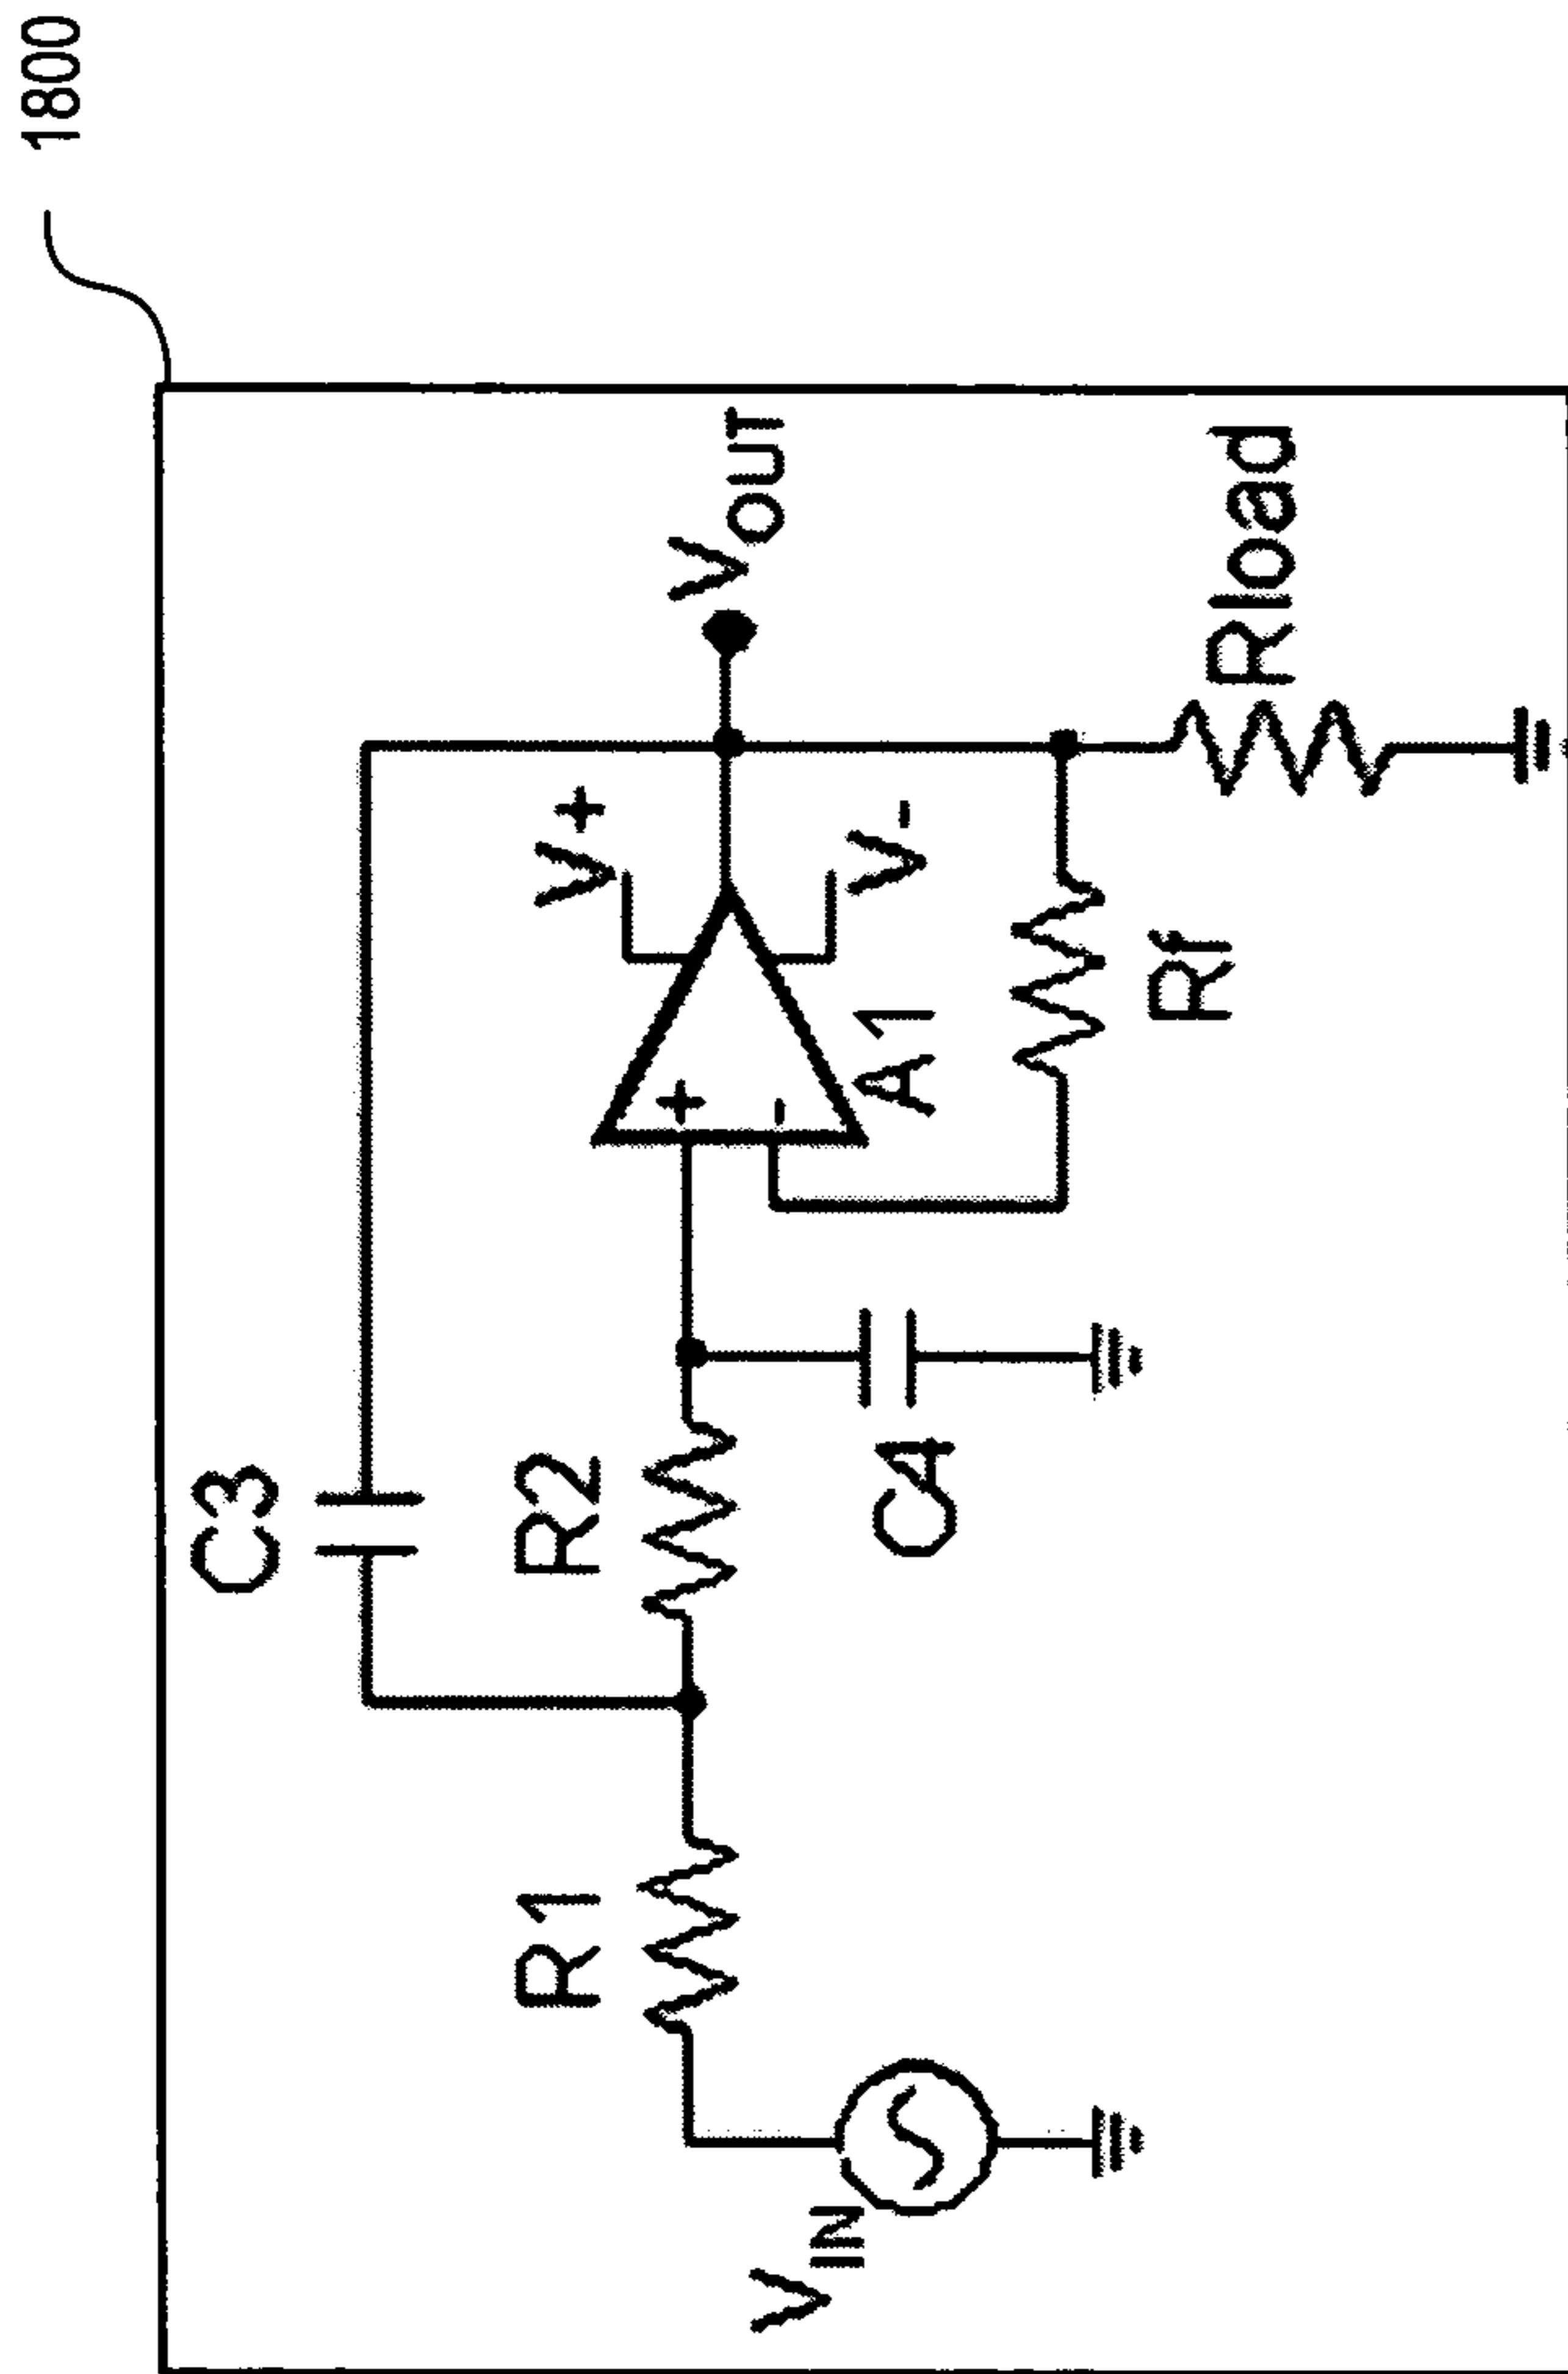 1800
C3
R1
R2
V+
VOUT
+
-
A1
V-
VIN
C4
Rf
Rload